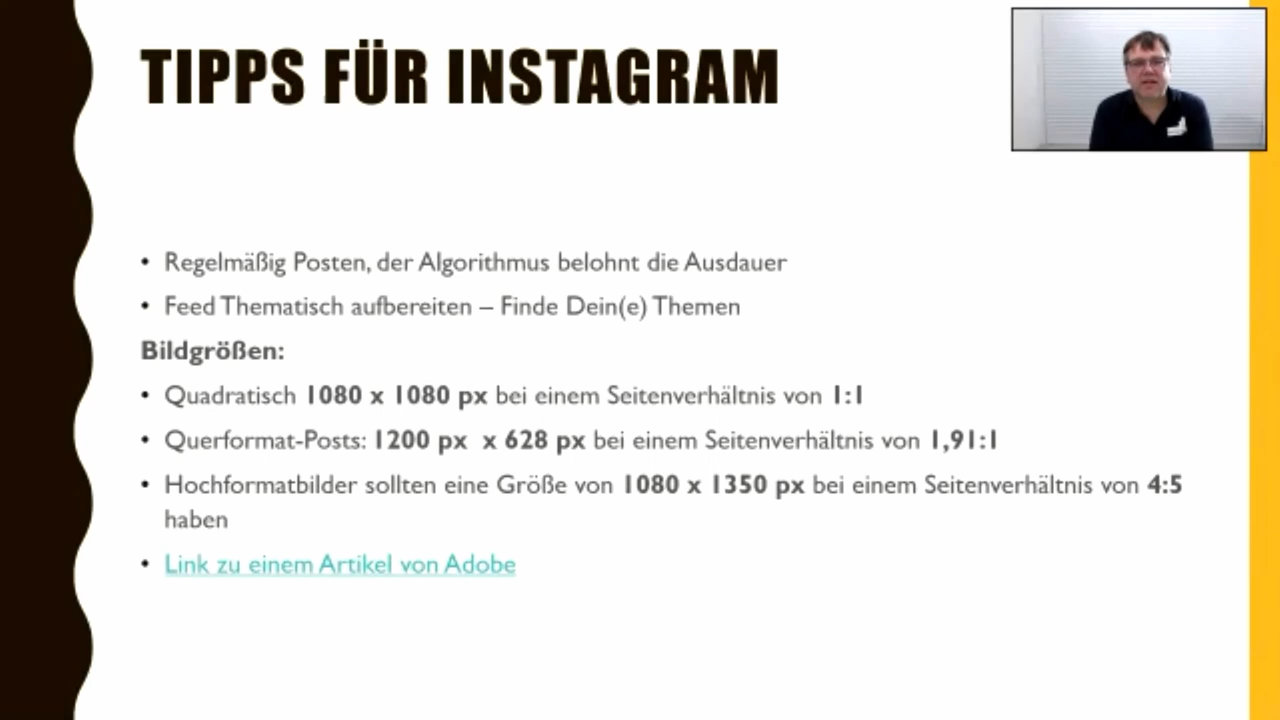 TIPPS FÜR INSTAGRAM
• Regelmäßig Posten, der Algorithmus belohnt die Ausdauer
• Feed Thematisch aufbereiten – Finde Dein(e) Themen
Bildgrößen:
• Quadratisch 1080 x 1080 px bei einem Seitenverhältnis von 1:1
• Querformat-Posts: 1200 px  x 628 px bei einem Seitenverhältnis von 1,91:1
• Hochformatbilder sollten eine Größe von 1080 x 1350 px bei einem Seitenverhältnis von 4:5
haben
• Link zu einem Artikel von Adobe